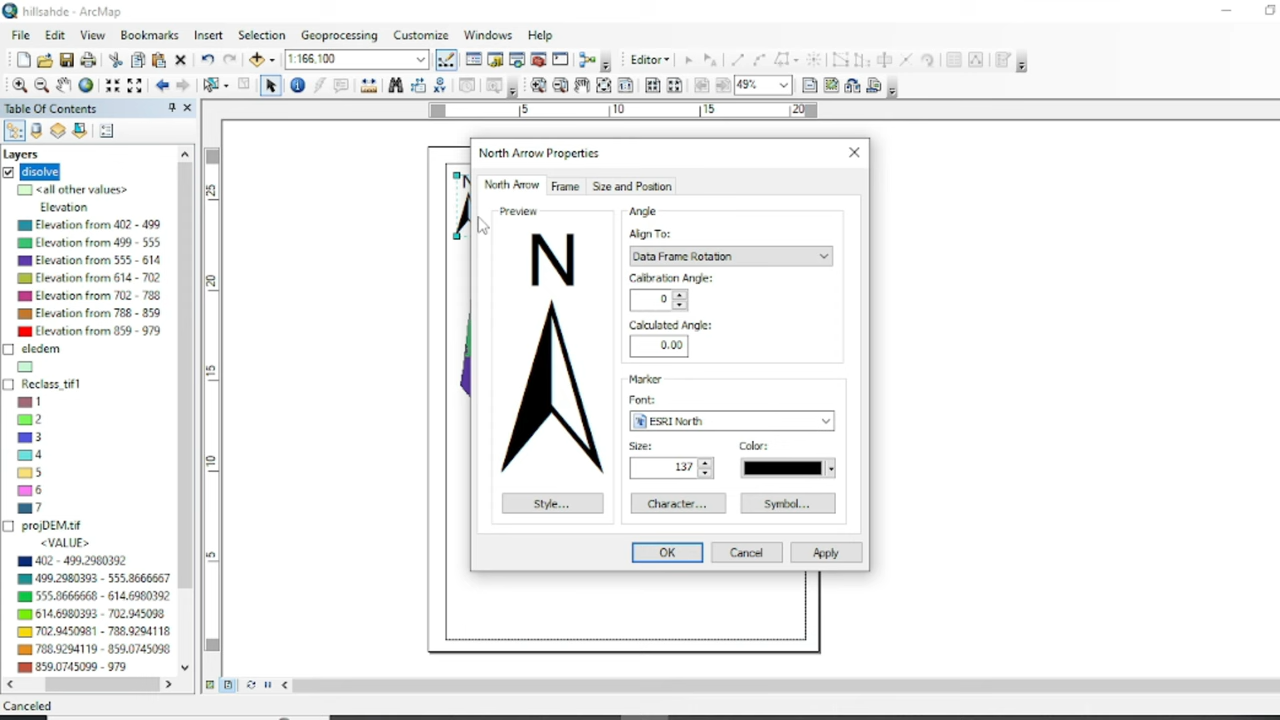 hillsahde - ArcMap
File Edit View Bookmarks Insert Selection Geoprocessing Customize Windows Help
1:166,100 Editor
49%
Table Of Contents
5 10 15 20
Layers
disolve
<all other values>
Elevation
Elevation from 402 - 499
Elevation from 499 - 555
Elevation from 555 - 614
Elevation from 614 - 702
Elevation from 702 - 788
Elevation from 788 - 859
Elevation from 859 - 979
eledem
Reclass_tif1
1
2
3
4
5
6
7
projDEM.tif
<VALUE>
402 - 499.2980392
499.2980393 - 555.8666667
555.8666668 - 614.6980392
614.6980393 - 702.945098
702.9450981 - 788.9294118
788.9294119 - 859.0745098
859.0745099 - 979
25
20
15
10
5
N
North Arrow Properties
North Arrow Frame Size and Position
Preview
N
Style...
Angle
Align To:
Data Frame Rotation
Calibration Angle:
0
Calculated Angle:
0.00
Marker
Font:
ESRI North
Size: Color:
137
Character... Symbol...
OK Cancel Apply
Canceled